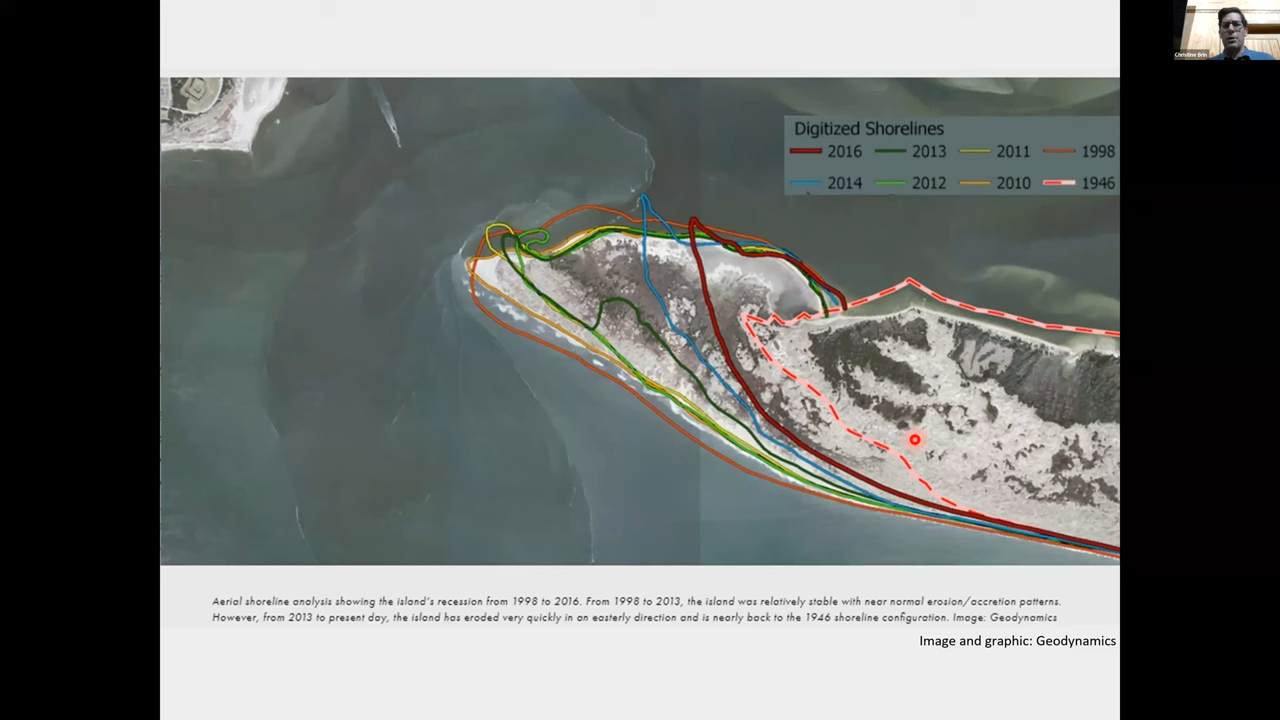 Christine Brin
Digitized Shorelines
2016 2013 2011 1998
2014 2012 2010 1946
Aerial shoreline analysis showing the island's recession from 1998 to 2016. From 1998 to 2013, the island was relatively stable with near normal erosion/accretion patterns.
However, from 2013 to present day, the island has eroded very quickly in an easterly direction and is nearly back to the 1946 shoreline configuration. Image: Geodynamics
Image and graphic: Geodynamics